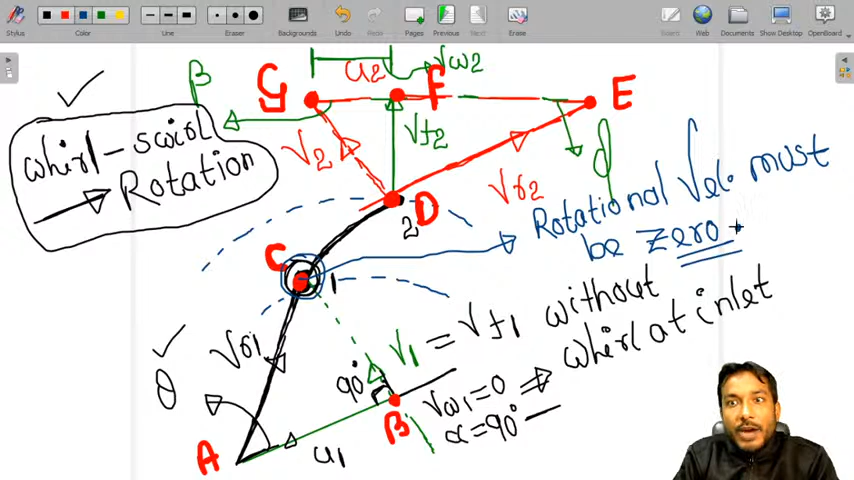 Stylus
Color
Line
Eraser
Backgrounds
Undo
Redo
Page
Previous
Next
Erase
Web
Documents
Show Desktop
OpenBoard
β
G
u2
Vw2
F
E
whirl - swirl
→ Rotation
V2
Vf2
Vr2
D
2
Rotational Vel. must
be zero
C
1
Vr1
V1 = Vf1
without
whirl at inlet
θ
90°
Vw1=0 ⇒
α=90°
B
A
u1